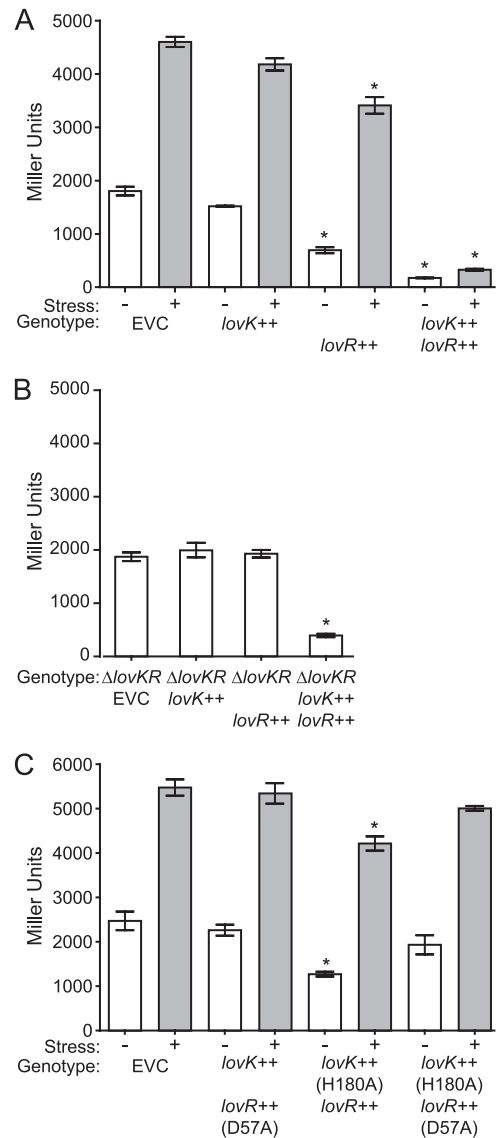 A
5000
4000
3000
2000
1000
0
Miller Units
* * * *
Stress: - + - + - + - +
Genotype: EVC lovK++ lovK++
lovR++ lovR++
B
5000
4000
3000
2000
1000
0
Miller Units
*
Genotype: ΔlovKR ΔlovKR ΔlovKR ΔlovKR
EVC lovK++ lovK++
lovR++ lovR++
C
6000
5000
4000
3000
2000
1000
0
Miller Units
* *
Stress: - + - + - + - +
Genotype: EVC lovK++ lovK++ lovK++
(H180A) (H180A)
lovR++ lovR++ lovR++
(D57A) (D57A)